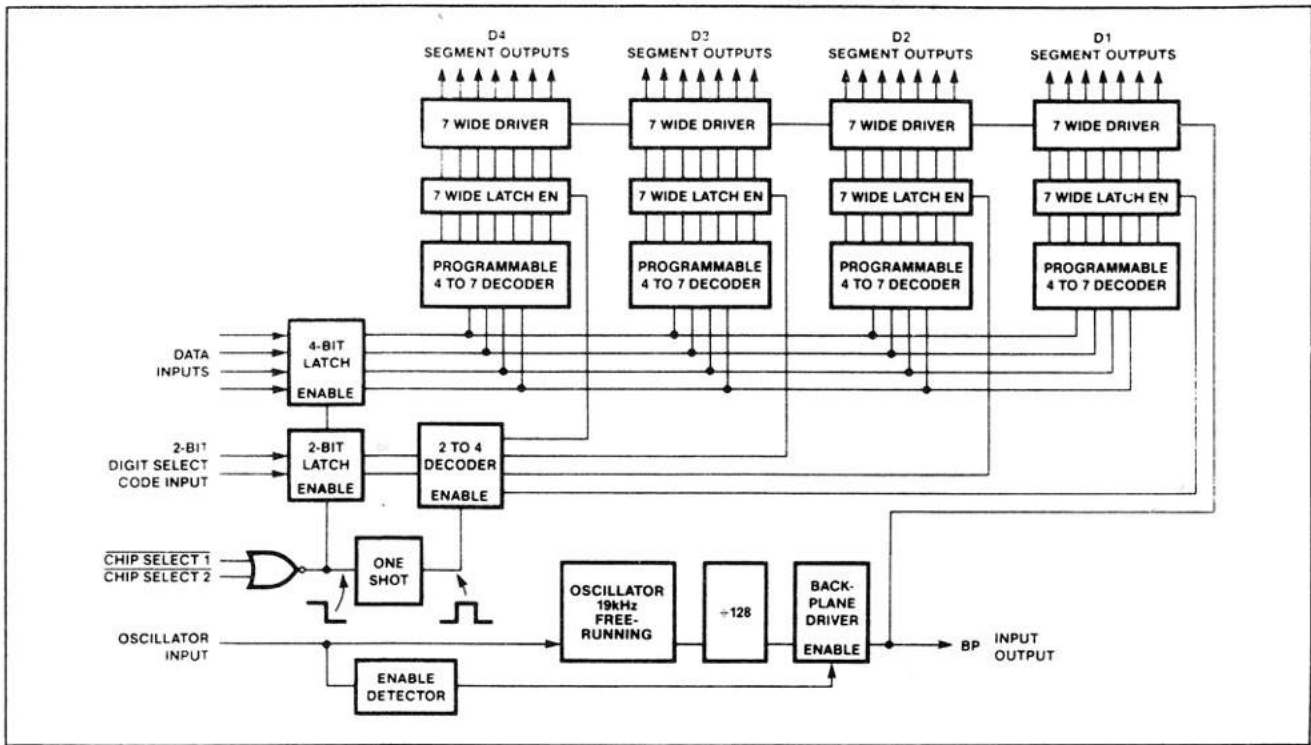 D4
SEGMENT OUTPUTS
D3
SEGMENT OUTPUTS
D2
SEGMENT OUTPUTS
D1
SEGMENT OUTPUTS
7 WIDE DRIVER
7 WIDE DRIVER
7 WIDE DRIVER
7 WIDE DRIVER
7 WIDE LATCH EN
7 WIDE LATCH EN
7 WIDE LATCH EN
7 WIDE LATCH EN
PROGRAMMABLE
4 TO 7 DECODER
PROGRAMMABLE
4 TO 7 DECODER
PROGRAMMABLE
4 TO 7 DECODER
PROGRAMMABLE
4 TO 7 DECODER
DATA
INPUTS
4-BIT
LATCH
ENABLE
2-BIT
DIGIT SELECT
CODE INPUT
2-BIT
LATCH
ENABLE
2 TO 4
DECODER
ENABLE
CHIP SELECT 1
CHIP SELECT 2
ONE
SHOT
OSCILLATOR
INPUT
ENABLE
DETECTOR
OSCILLATOR
19kHz
FREE-
RUNNING
÷128
BACK-
PLANE
DRIVER
ENABLE
BP
INPUT
OUTPUT